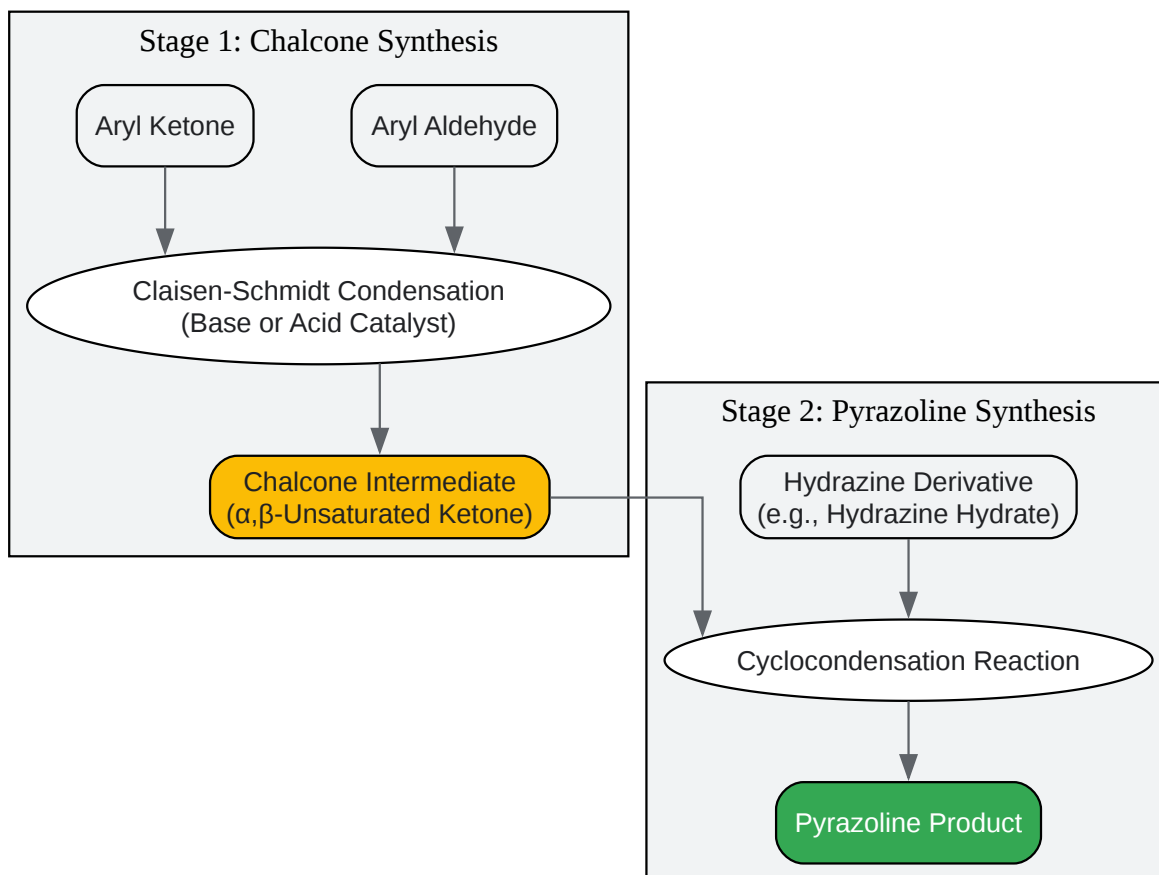 Stage 1: Chalcone Synthesis
Aryl Ketone
Aryl Aldehyde
Claisen-Schmidt Condensation
(Base or Acid Catalyst)
Chalcone Intermediate
(α,β-Unsaturated Ketone)
Stage 2: Pyrazoline Synthesis
Hydrazine Derivative
(e.g., Hydrazine Hydrate)
Cyclocondensation Reaction
Pyrazoline Product